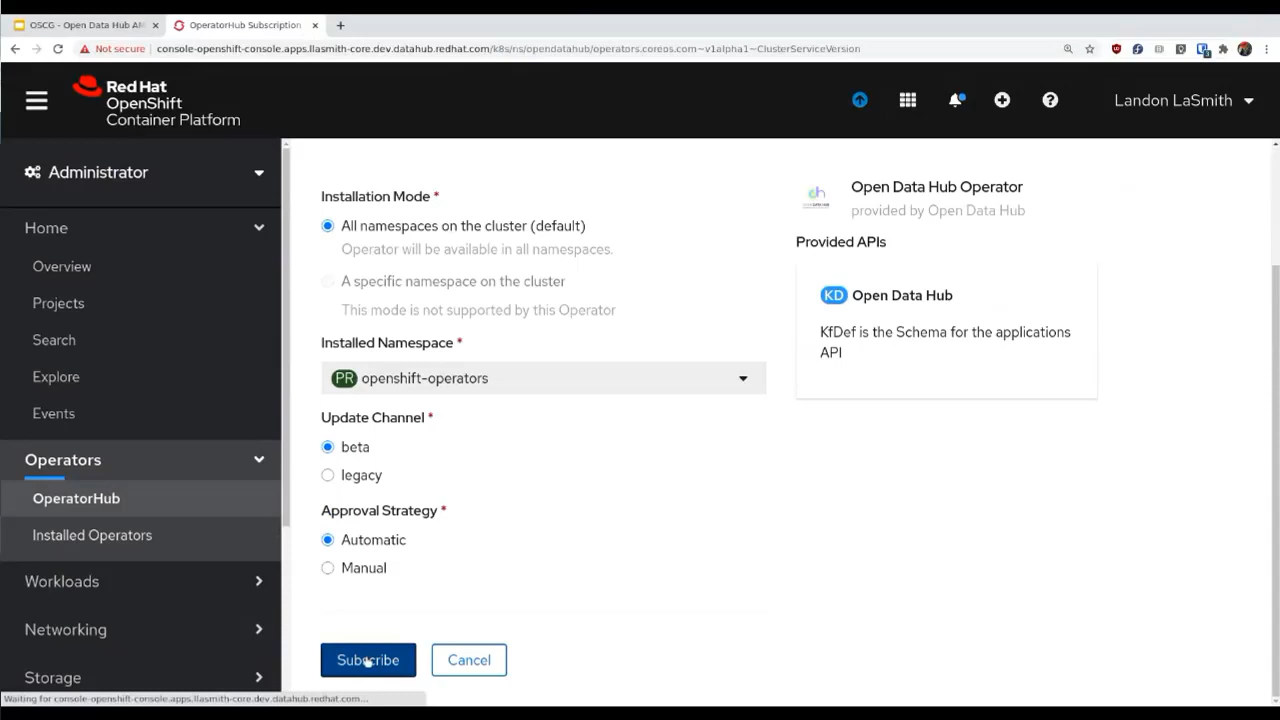 OSCG - Open Data Hub AM
OperatorHub Subscription
Not secure
console-openshift-console.apps.llasmith-core.dev.datahub.redhat.com/k8s/ns/opendatahub/operators.coreos.com~v1alpha1~ClusterServiceVersion
Red Hat
OpenShift
Container Platform
Landon LaSmith
Administrator
Home
Overview
Projects
Search
Explore
Events
Operators
OperatorHub
Installed Operators
Workloads
Networking
Storage
Installation Mode *
All namespaces on the cluster (default)
Operator will be available in all namespaces.
A specific namespace on the cluster
This mode is not supported by this Operator
Installed Namespace *
PR openshift-operators
Update Channel *
beta
legacy
Approval Strategy *
Automatic
Manual
Subscribe
Cancel
Open Data Hub Operator
provided by Open Data Hub
Provided APIs
KD Open Data Hub
KfDef is the Schema for the applications
API
Waiting for console-openshift-console.apps.llasmith-core.dev.datahub.redhat.com...